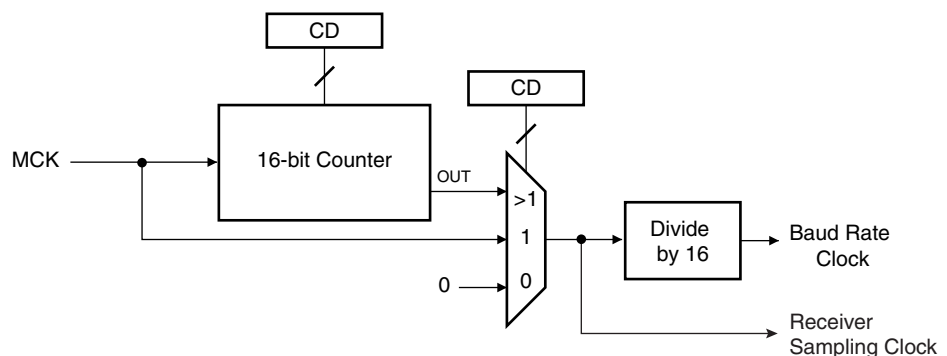 CD
CD
MCK
16-bit Counter
OUT
>1
1
0
0
Divide
by 16
Baud Rate
Clock
Receiver
Sampling Clock